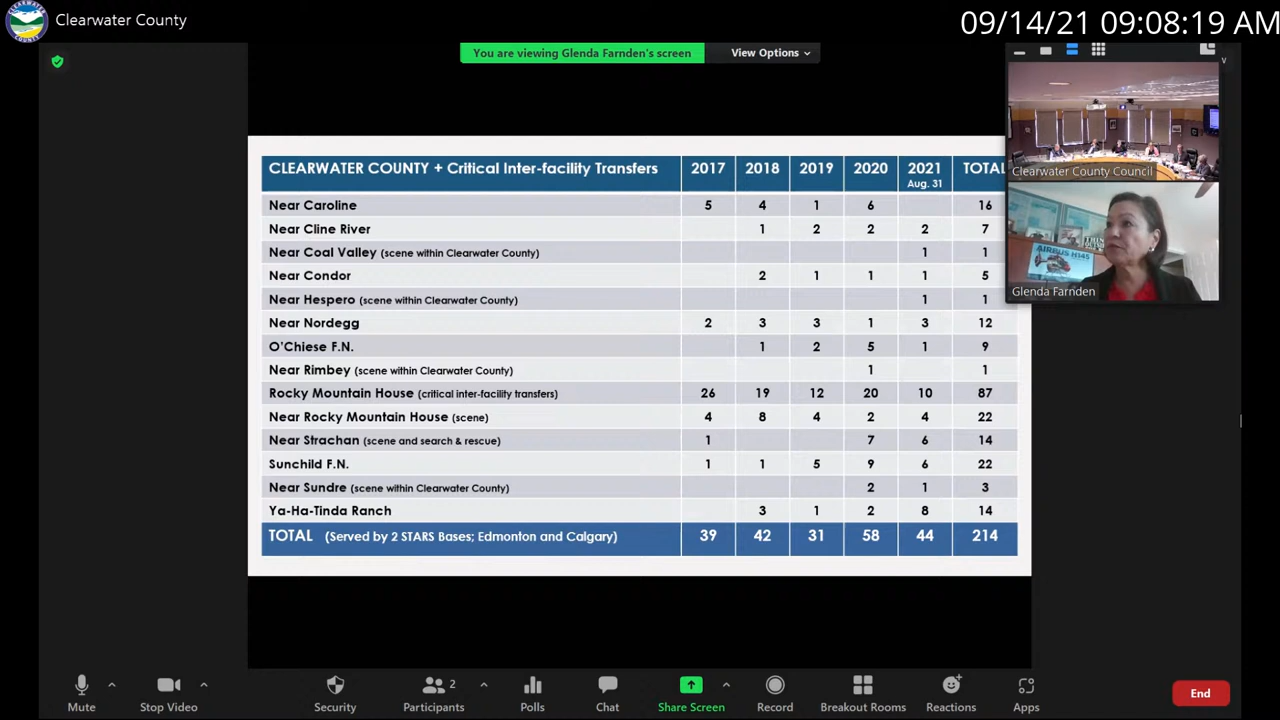 Clearwater County
09/14/21 09:08:19 AM
You are viewing Glenda Farnden's screen
View Options
CLEARWATER COUNTY + Critical Inter-facility Transfers 2017 2018 2019 2020 2021 Aug. 31 TOTAL
Near Caroline 5 4 1 6 16
Near Cline River 1 2 2 2 7
Near Coal Valley (scene within Clearwater County) 1 1
Near Condor 2 1 1 1 5
Near Hespero (scene within Clearwater County) 1 1
Near Nordegg 2 3 3 1 3 12
O'Chiese F.N. 1 2 5 1 9
Near Rimbey (scene within Clearwater County) 1 1
Rocky Mountain House (critical inter-facility transfers) 26 19 12 20 10 87
Near Rocky Mountain House (scene) 4 8 4 2 4 22
Near Strachan (scene and search & rescue) 1 7 6 14
Sunchild F.N. 1 1 5 9 6 22
Near Sundre (scene within Clearwater County) 2 1 3
Ya-Ha-Tinda Ranch 3 1 2 8 14
TOTAL (Served by 2 STARS Bases; Edmonton and Calgary) 39 42 31 58 44 214
Clearwater County Council
AIRBUS H145
Glenda Farnden
Mute
Stop Video
Security
Participants 2
Polls
Chat
Share Screen
Record
Breakout Rooms
Reactions
Apps
End